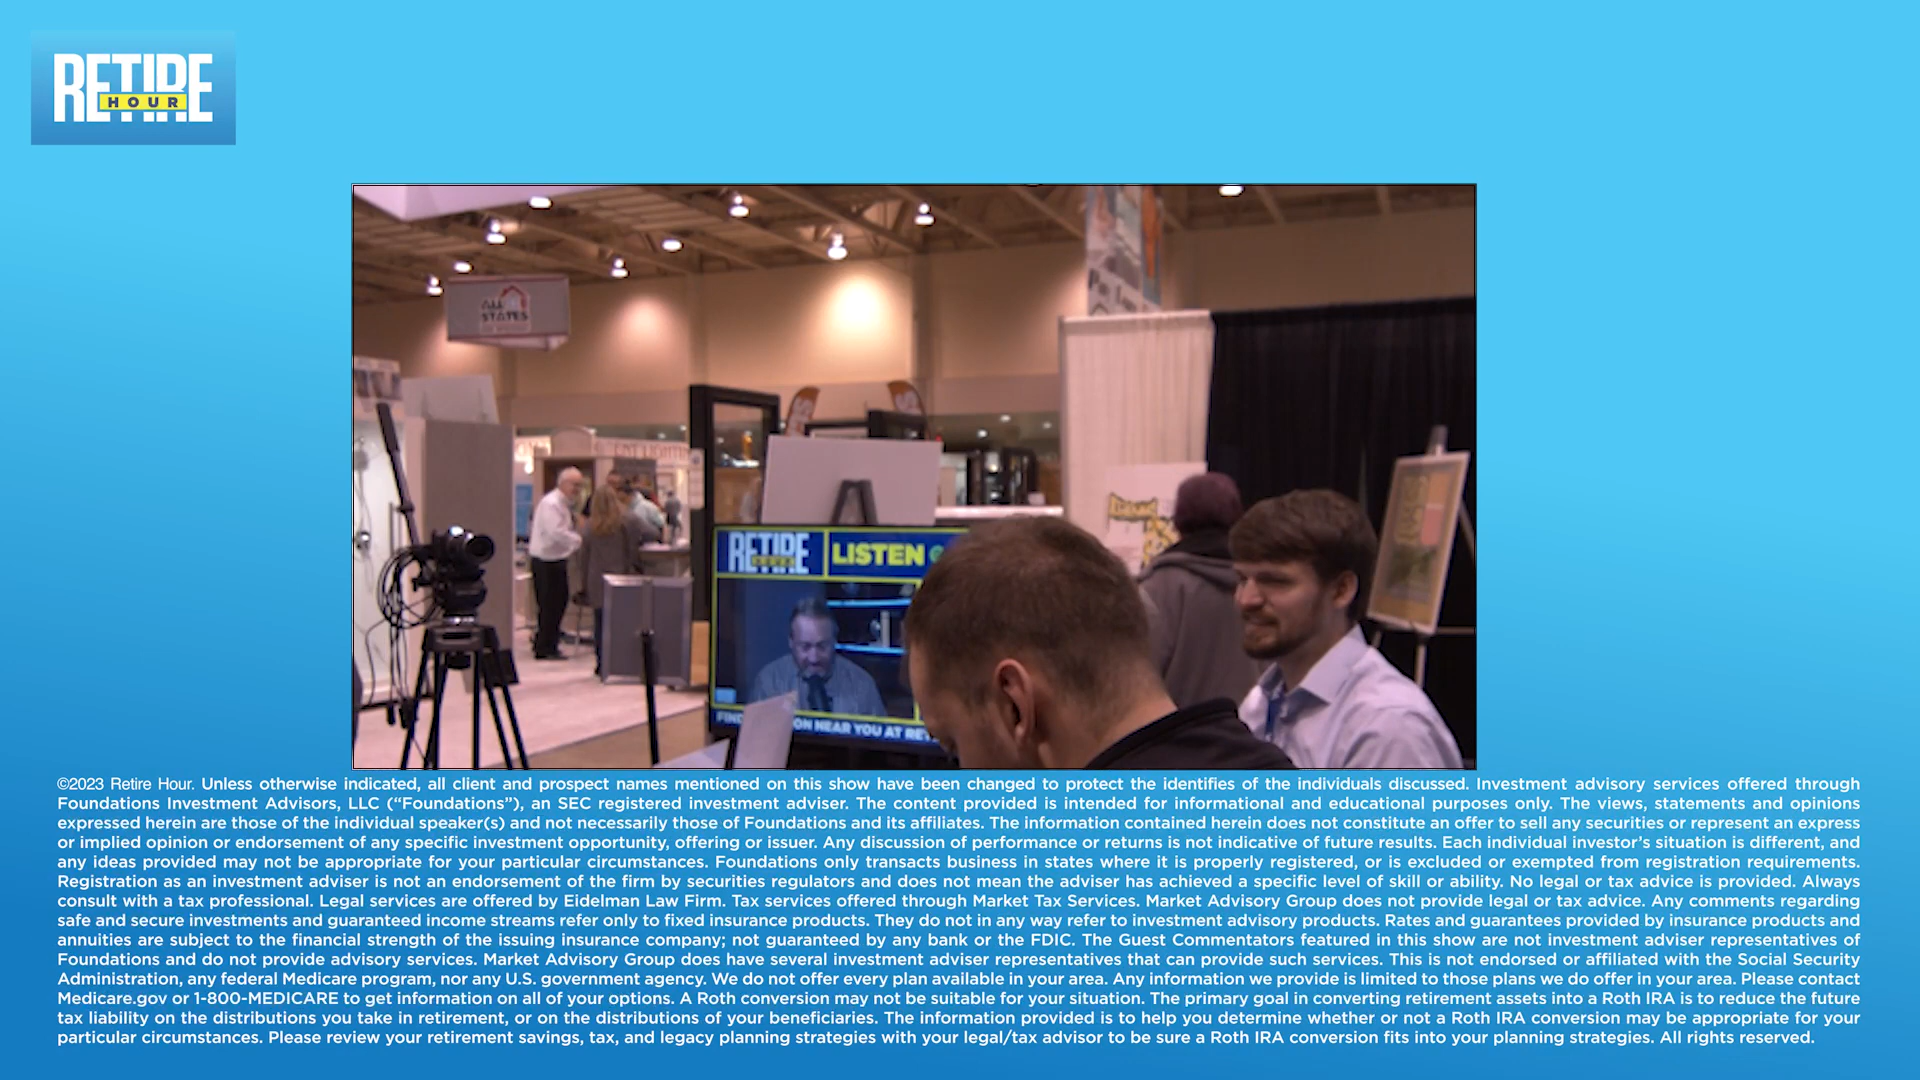 RETIRE
HOUR
ALL
STATES
RETIRE
HOUR
LISTEN
ON NEAR YOU AT
©2023 Retire Hour. Unless otherwise indicated, all client and prospect names mentioned on this show have been changed to protect the identifies of the individuals discussed. Investment advisory services offered through
Foundations Investment Advisors, LLC (“Foundations”), an SEC registered investment adviser. The content provided is intended for informational and educational purposes only. The views, statements and opinions
expressed herein are those of the individual speaker(s) and not necessarily those of Foundations and its affiliates. The information contained herein does not constitute an offer to sell any securities or represent an express
or implied opinion or endorsement of any specific investment opportunity, offering or issuer. Any discussion of performance or returns is not indicative of future results. Each individual investor’s situation is different, and
any ideas provided may not be appropriate for your particular circumstances. Foundations only transacts business in states where it is properly registered, or is excluded or exempted from registration requirements.
Registration as an investment adviser is not an endorsement of the firm by securities regulators and does not mean the adviser has achieved a specific level of skill or ability. No legal or tax advice is provided. Always
consult with a tax professional. Legal services are offered by Eidelman Law Firm. Tax services offered through Market Tax Services. Market Advisory Group does not provide legal or tax advice. Any comments regarding
safe and secure investments and guaranteed income streams refer only to fixed insurance products. They do not in any way refer to investment advisory products. Rates and guarantees provided by insurance products and
annuities are subject to the financial strength of the issuing insurance company; not guaranteed by any bank or the FDIC. The Guest Commentators featured in this show are not investment adviser representatives of
Foundations and do not provide advisory services. Market Advisory Group does have several investment adviser representatives that can provide such services. This is not endorsed or affiliated with the Social Security
Administration, any federal Medicare program, nor any U.S. government agency. We do not offer every plan available in your area. Any information we provide is limited to those plans we do offer in your area. Please contact
Medicare.gov or 1-800-MEDICARE to get information on all of your options. A Roth conversion may not be suitable for your situation. The primary goal in converting retirement assets into a Roth IRA is to reduce the future
tax liability on the distributions you take in retirement, or on the distributions of your beneficiaries. The information provided is to help you determine whether or not a Roth IRA conversion may be appropriate for your
particular circumstances. Please review your retirement savings, tax, and legacy planning strategies with your legal/tax advisor to be sure a Roth IRA conversion fits into your planning strategies. All rights reserved.